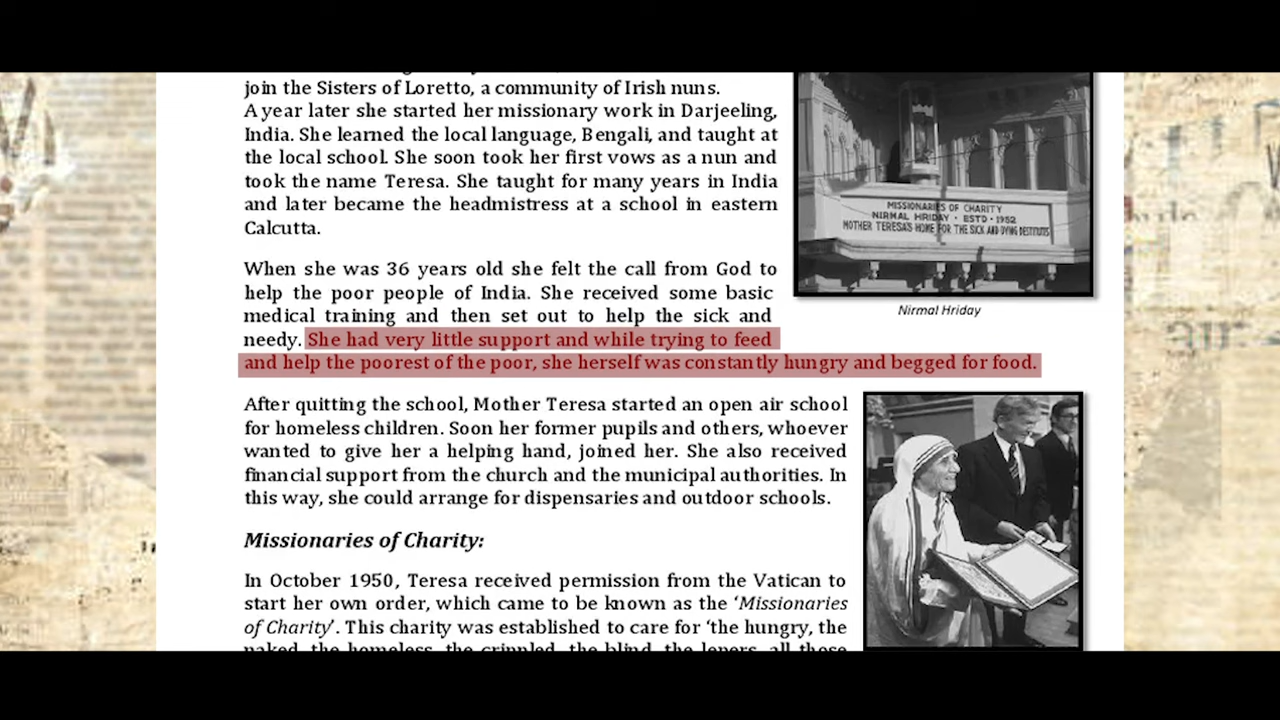 join the Sisters of Loretto, a community of Irish nuns.
A year later she started her missionary work in Darjeeling,
India. She learned the local language, Bengali, and taught at
the local school. She soon took her first vows as a nun and
took the name Teresa. She taught for many years in India
and later became the headmistress at a school in eastern
Calcutta.
MISSIONARIES OF CHARITY
NIRMAL HRIDAY · ESTD · 1952
MOTHER TERESA'S HOME FOR THE SICK AND DYING DESTITUTES
Nirmal Hriday
When she was 36 years old she felt the call from God to
help the poor people of India. She received some basic
medical training and then set out to help the sick and
needy. She had very little support and while trying to feed
and help the poorest of the poor, she herself was constantly hungry and begged for food.
After quitting the school, Mother Teresa started an open air school
for homeless children. Soon her former pupils and others, whoever
wanted to give her a helping hand, joined her. She also received
financial support from the church and the municipal authorities. In
this way, she could arrange for dispensaries and outdoor schools.
Missionaries of Charity:
In October 1950, Teresa received permission from the Vatican to
start her own order, which came to be known as the ‘Missionaries
of Charity’. This charity was established to care for ‘the hungry, the
naked, the homeless, the crippled, the blind, the lepers, all those